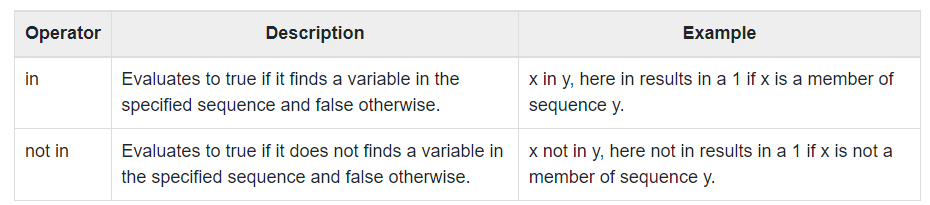 Operator Description Example
in Evaluates to true if it finds a variable in the x in y, here in results in a 1 if x is a member of
specified sequence and false otherwise. sequence y.
not in Evaluates to true if it does not finds a variable in x not in y, here not in results in a 1 if x is not a
the specified sequence and false otherwise. member of sequence y.